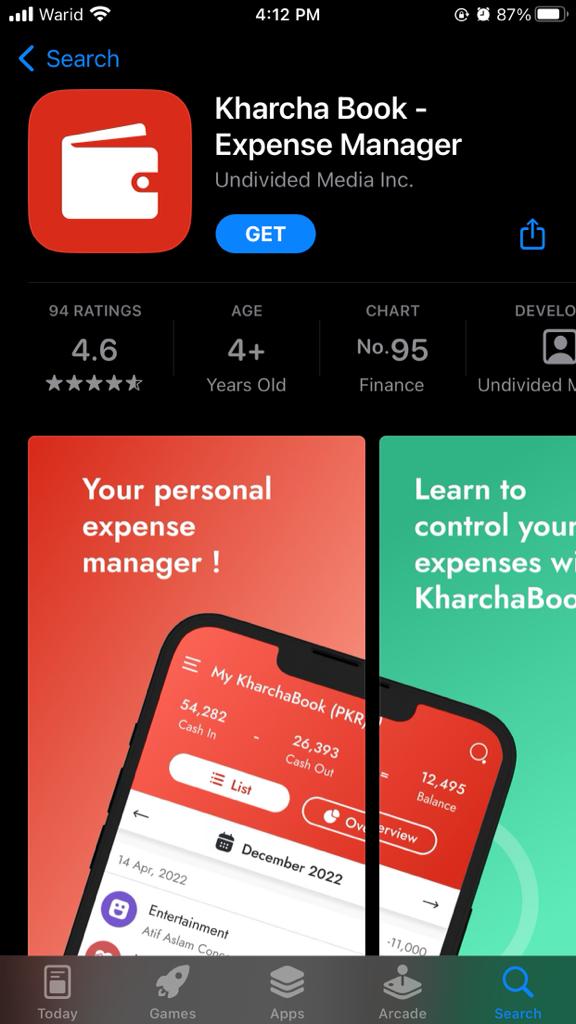 Warid
4:12 PM
87%
Search
Kharcha Book -
Expense Manager
Undivided Media Inc.
GET
94 RATINGS
AGE
CHART
DEVELO
4.6
4+
No.95
Years Old
Finance
Undivided M
Your personal
expense
manager !
Learn to
control your
expenses wi
KharchaBoo
My KharchaBook (PKR)
54,282
Cash In
-
26,393
Cash Out
=
12,495
Balance
List
Overview
December 2022
14 Apr, 2022
Entertainment
Atif Aslam Conc
-11,000
Today
Games
Apps
Arcade
Search